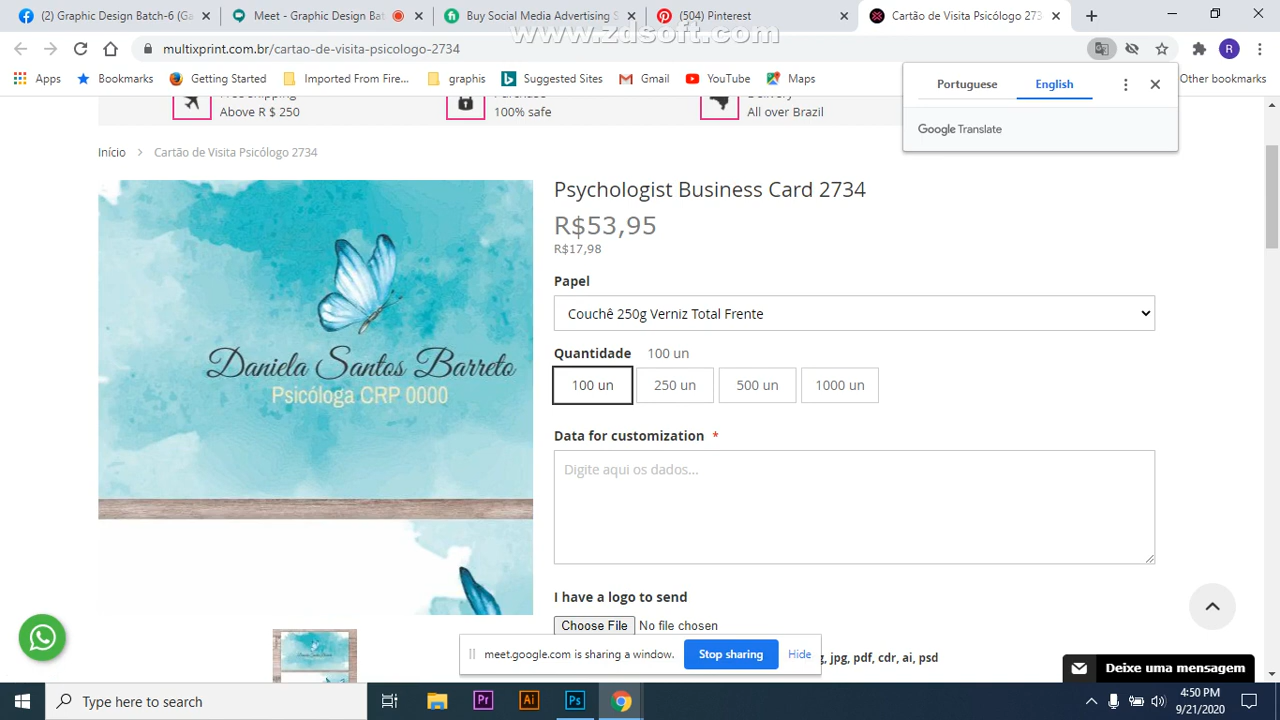 (2) Graphic Design Batch-6 Ge
Meet - Graphic Design Bat
Buy Social Media Advertising S
(504) Pinterest
Cartão de Visita Psicólogo 273
www.zdsoft.com
multixprint.com.br/cartao-de-visita-psicologo-2734
R
Apps
Bookmarks
Getting Started
Imported From Fire...
graphis
Suggested Sites
Gmail
YouTube
Maps
Other bookmarks
Portuguese
English
Google Translate
Above R $ 250
100% safe
All over Brazil
Início
Cartão de Visita Psicólogo 2734
Psychologist Business Card 2734
R$53,95
R$17,98
Papel
Couchê 250g Verniz Total Frente
Quantidade 100 un
100 un
250 un
500 un
1000 un
Daniela Santos Barreto
Psicóloga CRP 0000
Data for customization *
Digite aqui os dados...
I have a logo to send
Choose File No file chosen
meet.google.com is sharing a window.
Stop sharing
Hide
jpg, pdf, cdr, ai, psd
Deixe uma mensagem
Type here to search
Pr
Ai
Ps
4:50 PM
9/21/2020